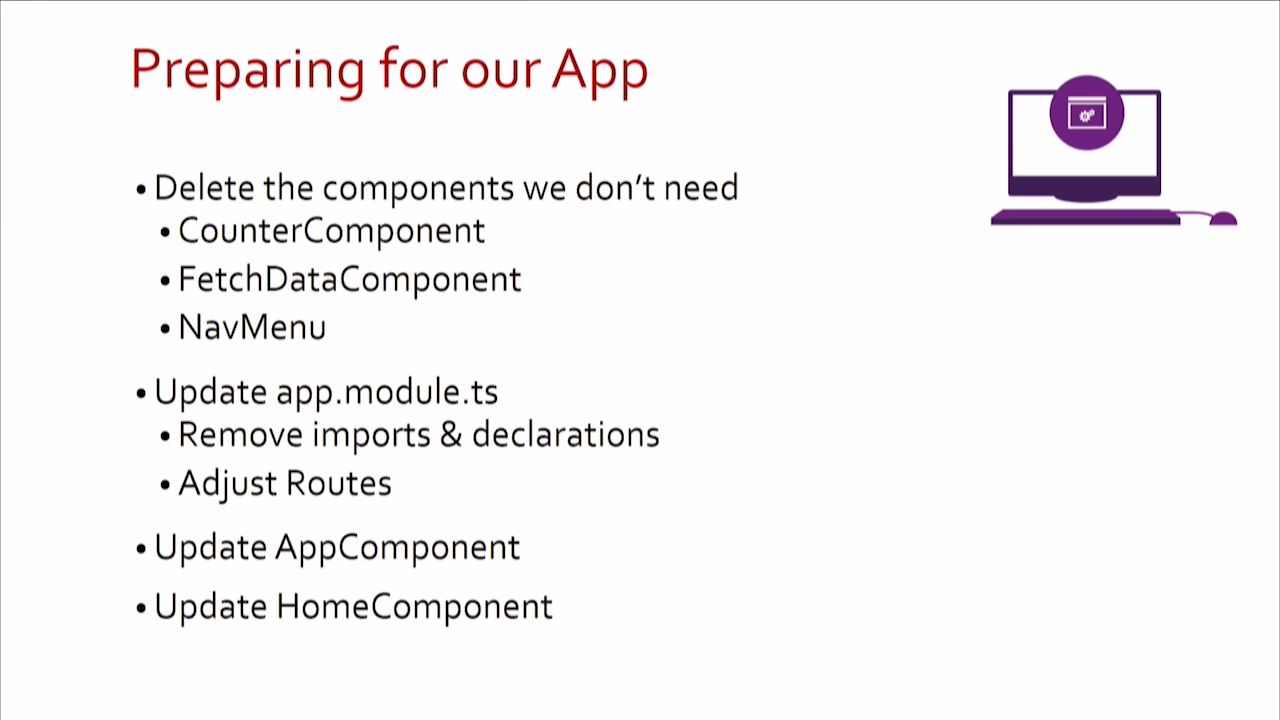 Preparing for our App
• Delete the components we don’t need
• CounterComponent
• FetchDataComponent
• NavMenu
• Update app.module.ts
• Remove imports & declarations
• Adjust Routes
• Update AppComponent
• Update HomeComponent